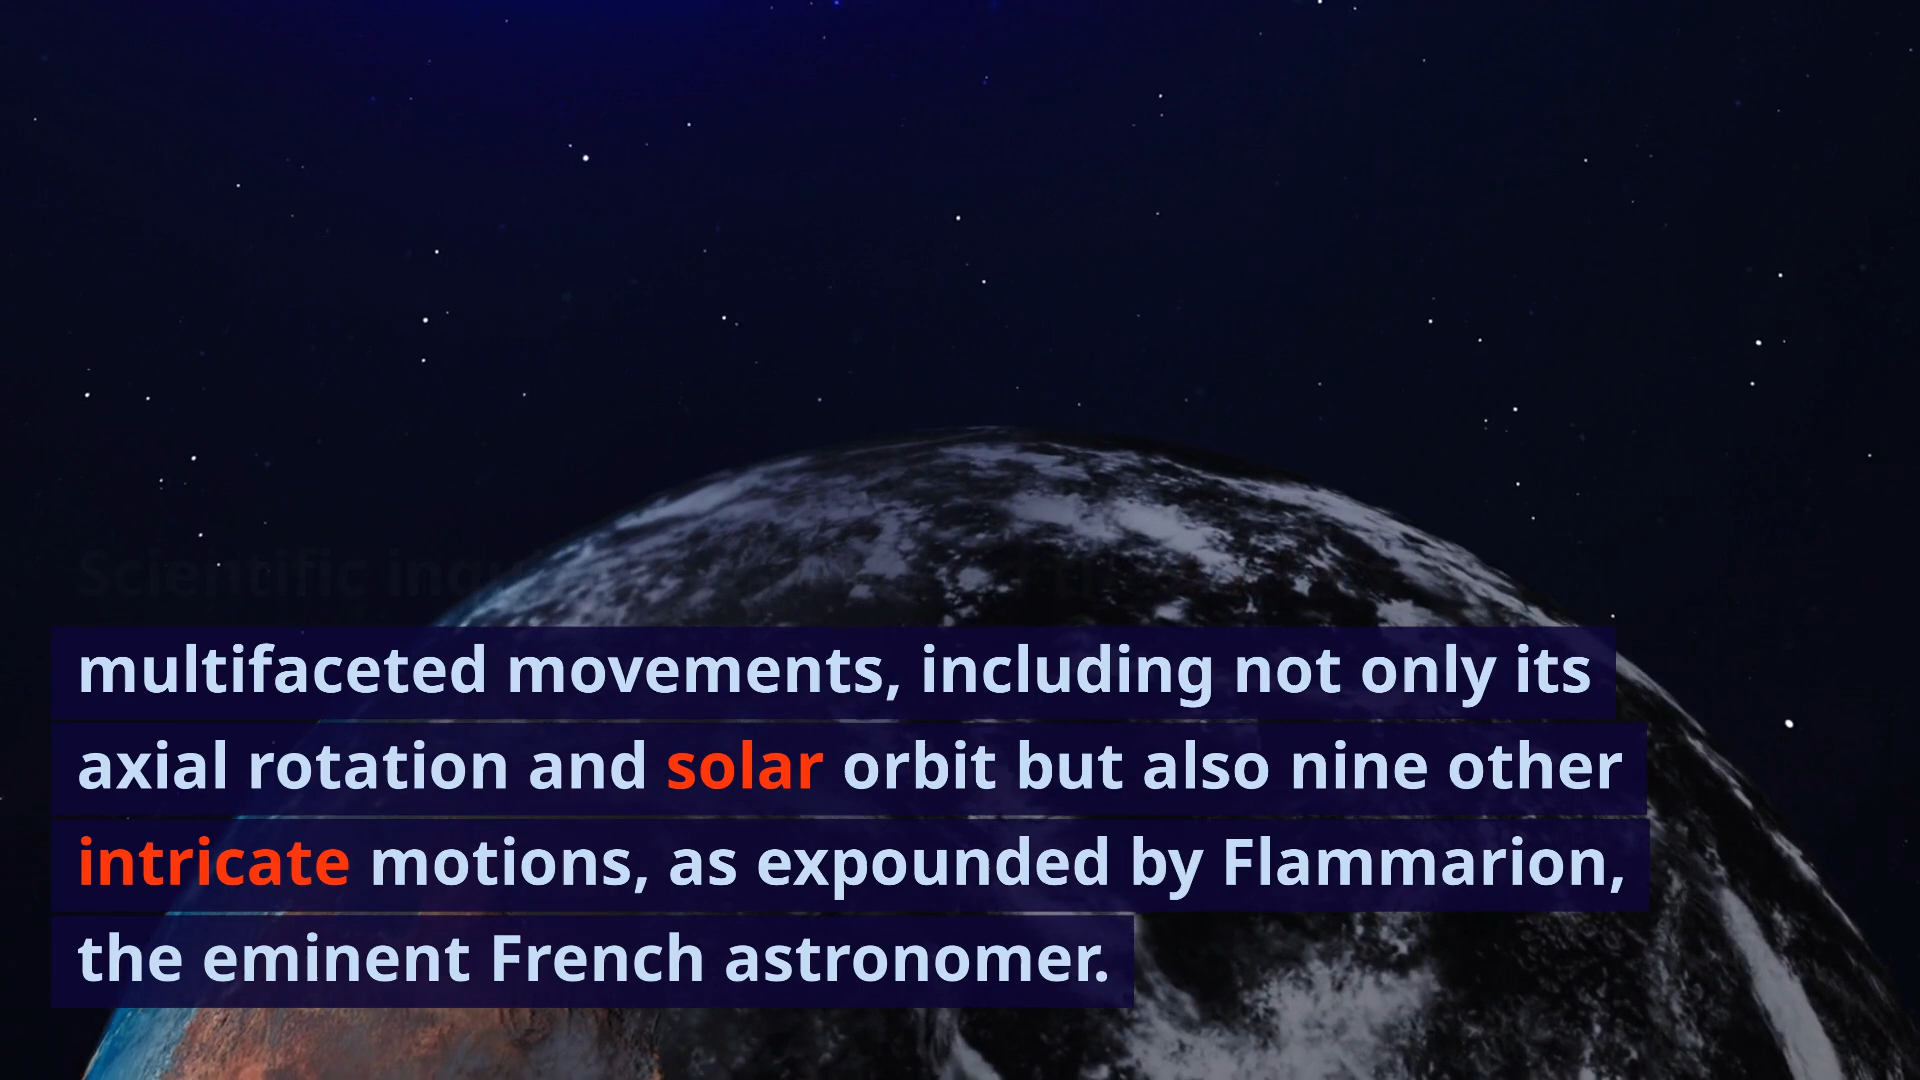 Scientific
multifaceted movements, including not only its
axial rotation and solar orbit but also nine other
intricate motions, as expounded by Flammarion,
the eminent French astronomer.